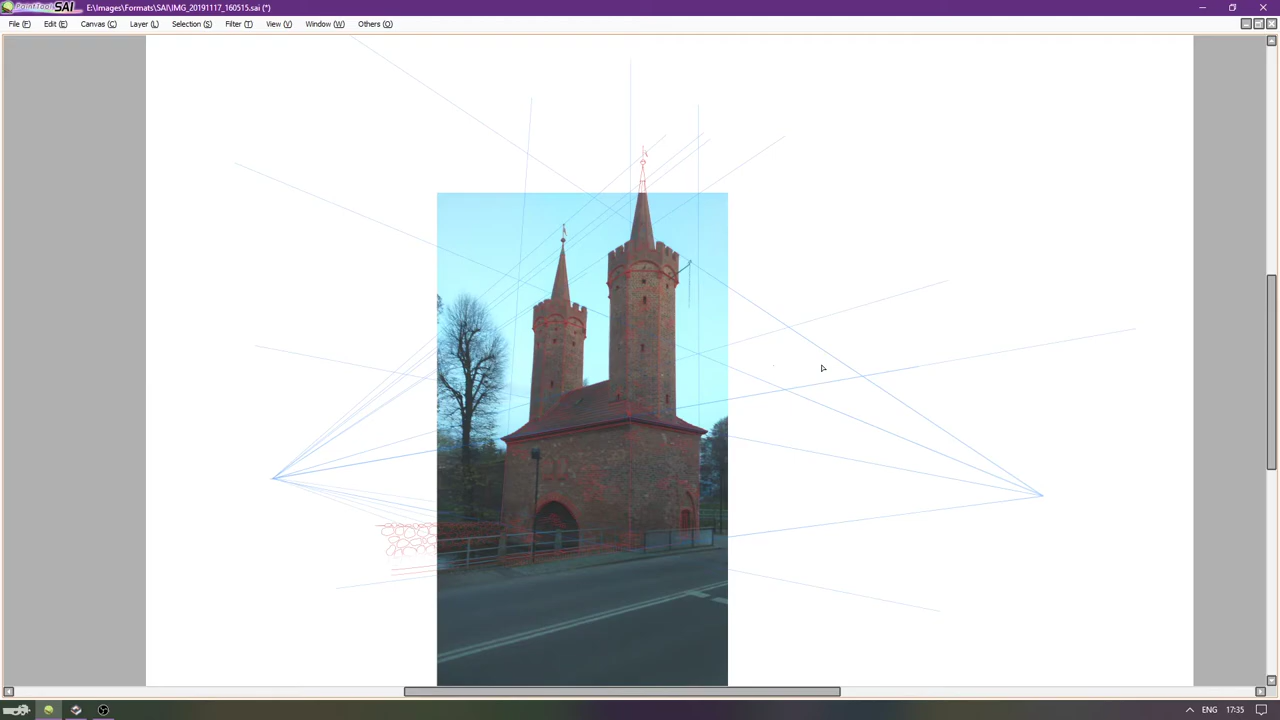 PaintTool SAI E:\Images\Formats\SAI\IMG_20191117_160515.sai (*)
File (F) Edit (E) Canvas (C) Layer (L) Selection (S) Filter (T) View (V) Window (W) Others (O)
ENG 17:35